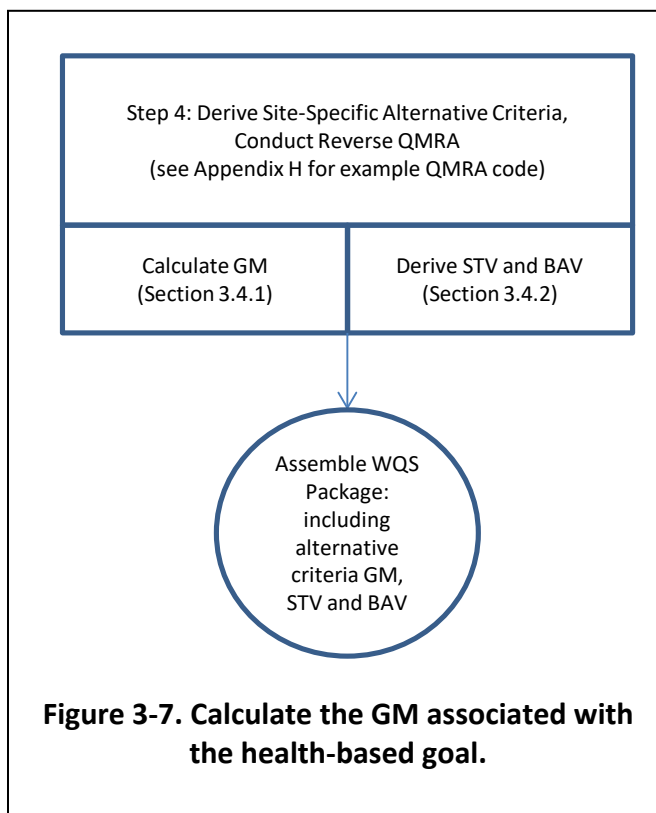 Step 4: Derive Site-Specific Alternative Criteria,
Conduct Reverse QMRA
(see Appendix H for example QMRA code)
Calculate GM
(Section 3.4.1)
Derive STV and BAV
(Section 3.4.2)
Assemble WQS
Package:
including
alternative
criteria GM,
STV and BAV
Figure 3-7. Calculate the GM associated with
the health-based goal.